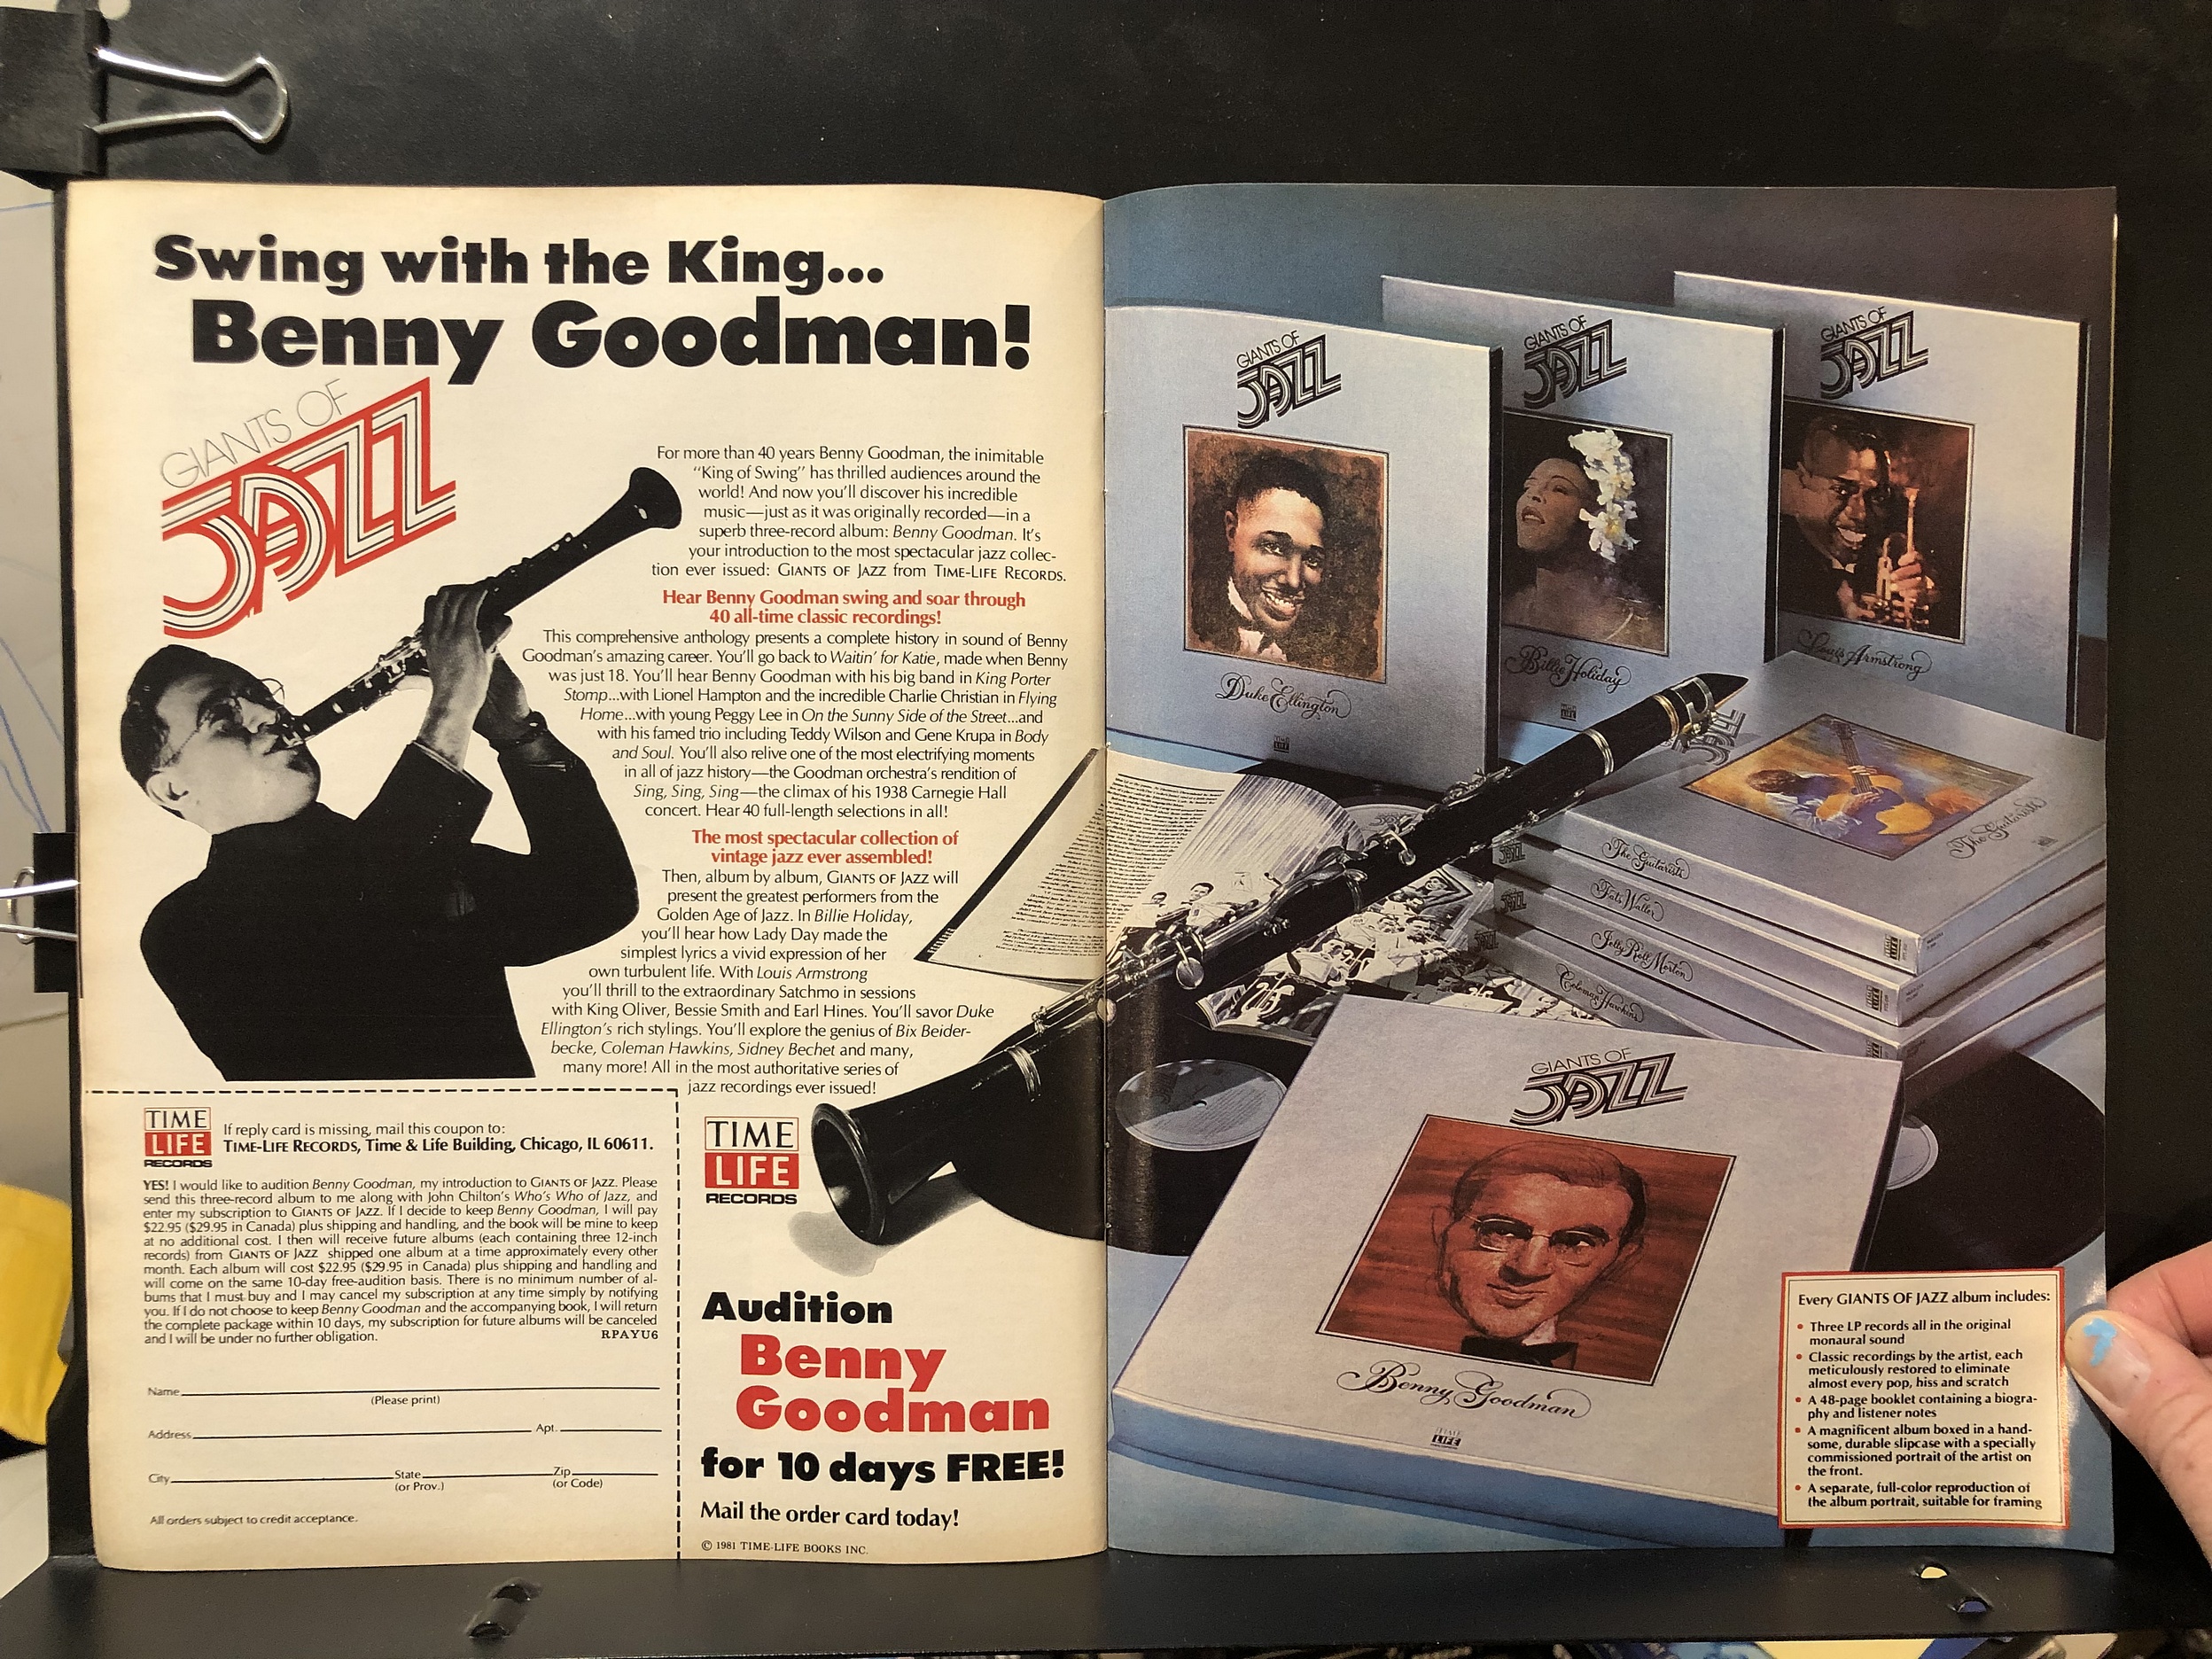 Swing with the King...
Benny Goodman!
GIANTS OF
JAZZ
For more than 40 years Benny Goodman, the inimitable
"King of Swing" has thrilled audiences around the
world! And now you'll discover his incredible
music—just as it was originally recorded—in a
superb three-record album: Benny Goodman. It's
your introduction to the most spectacular jazz collec-
tion ever issued: GIANTS OF JAZZ from TIME-LIFE RECORDS.
Hear Benny Goodman swing and soar through
40 all-time classic recordings!
This comprehensive anthology presents a complete history in sound of Benny
Goodman's amazing career. You'll go back to Waitin' for Katie, made when Benny
was just 18. You'll hear Benny Goodman with his big band in King Porter
Stomp...with Lionel Hampton and the incredible Charlie Christian in Flying
Home...with young Peggy Lee in On the Sunny Side of the Street...and
with his famed trio including Teddy Wilson and Gene Krupa in Body
and Soul. You'll also relive one of the most electrifying moments
in all of jazz history—the Goodman orchestra's rendition of
Sing, Sing, Sing—the climax of his 1938 Carnegie Hall
concert. Hear 40 full-length selections in all!
The most spectacular collection of
vintage jazz ever assembled!
Then, album by album, GIANTS OF JAZZ will
present the greatest performers from the
Golden Age of Jazz. In Billie Holiday,
you'll hear how Lady Day made the
simplest lyrics a vivid expression of her
own turbulent life. With Louis Armstrong
you'll thrill to the extraordinary Satchmo in sessions
with King Oliver, Bessie Smith and Earl Hines. You'll savor Duke
Ellington's rich stylings. You'll explore the genius of Bix Beider-
becke, Coleman Hawkins, Sidney Bechet and many,
many more! All in the most authoritative series of
jazz recordings ever issued!
TIME
LIFE
RECORDS
If reply card is missing, mail this coupon to:
TIME-LIFE RECORDS, Time & Life Building, Chicago, IL 60611.
YES! I would like to audition Benny Goodman, my introduction to GIANTS OF JAZZ. Please
send this three-record album to me along with John Chilton's Who's Who of Jazz, and
enter my subscription to GIANTS OF JAZZ. If I decide to keep Benny Goodman, I will pay
$22.95 ($29.95 in Canada) plus shipping and handling, and the book will be mine to keep
at no additional cost. I then will receive future albums (each containing three 12-inch
records) from GIANTS OF JAZZ shipped one album at a time approximately every other
month. Each album will cost $22.95 ($29.95 in Canada) plus shipping and handling and
will come on the same 10-day free-audition basis. There is no minimum number of al-
bums that I must buy and I may cancel my subscription at any time simply by notifying
you. If I do not choose to keep Benny Goodman and the accompanying book, I will return
the complete package within 10 days, my subscription for future albums will be canceled
and I will be under no further obligation. RPAYU6
Name
(Please print)
Address Apt.
City State Zip
(or Prov.) (or Code)
All orders subject to credit acceptance.
TIME
LIFE
RECORDS
Audition
Benny
Goodman
for 10 days FREE!
Mail the order card today!
© 1981 TIME-LIFE BOOKS INC.
GIANTS OF
JAZZ
Duke Ellington
TIME
LIFE
GIANTS OF
JAZZ
Billie Holiday
LIFE
GIANTS OF
JAZZ
Louis Armstrong
The Guitarists
The Guitarists
Fats Waller
Jelly Roll Morton
Coleman Hawkins
GIANTS OF
JAZZ
Benny Goodman
TIME
LIFE
Every GIANTS OF JAZZ album includes:
• Three LP records all in the original
monaural sound
• Classic recordings by the artist, each
meticulously restored to eliminate
almost every pop, hiss and scratch
• A 48-page booklet containing a biogra-
phy and listener notes
• A magnificent album boxed in a hand-
some, durable slipcase with a specially
commissioned portrait of the artist on
the front.
• A separate, full-color reproduction of
the album portrait, suitable for framing